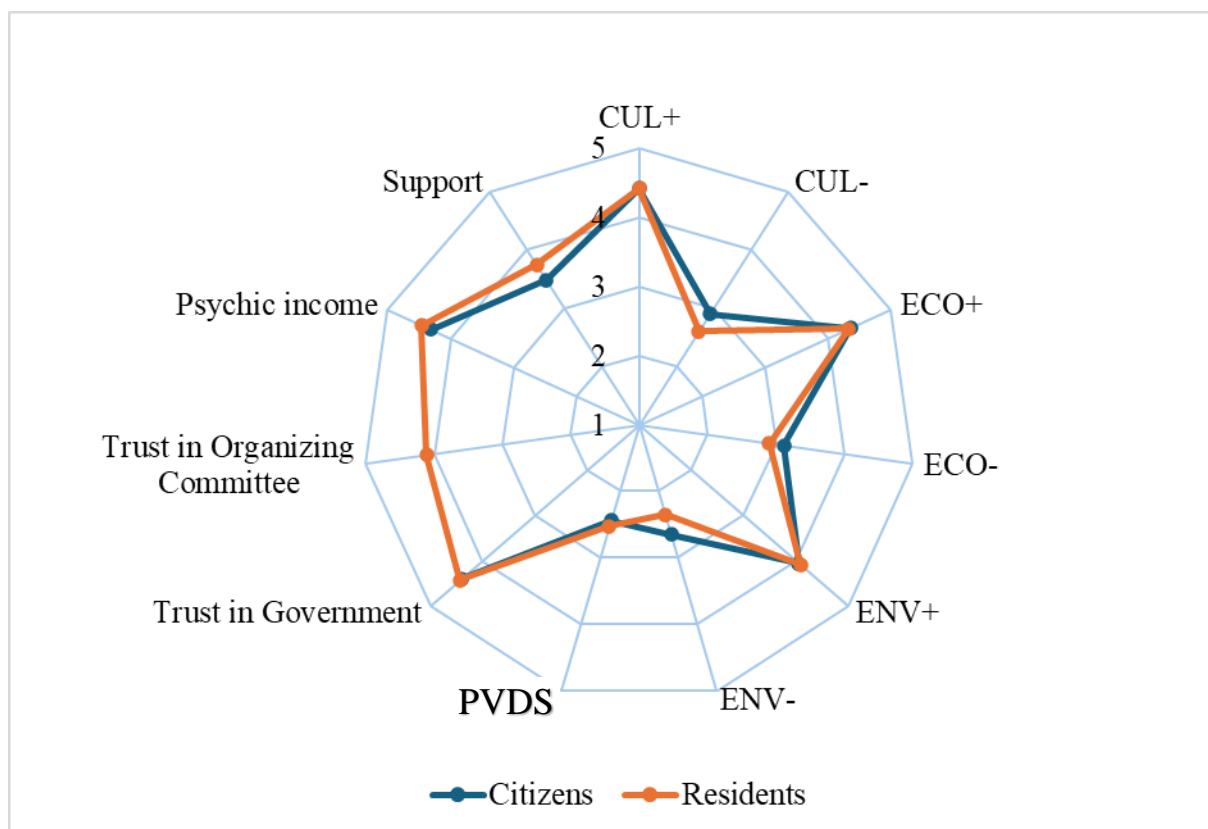 CUL+
5
Support
CUL-
4
Psychic income
ECO+
3
2
1
Trust in Organizing
Committee
ECO-
Trust in Government
ENV+
PVDS
ENV-
Citizens Residents